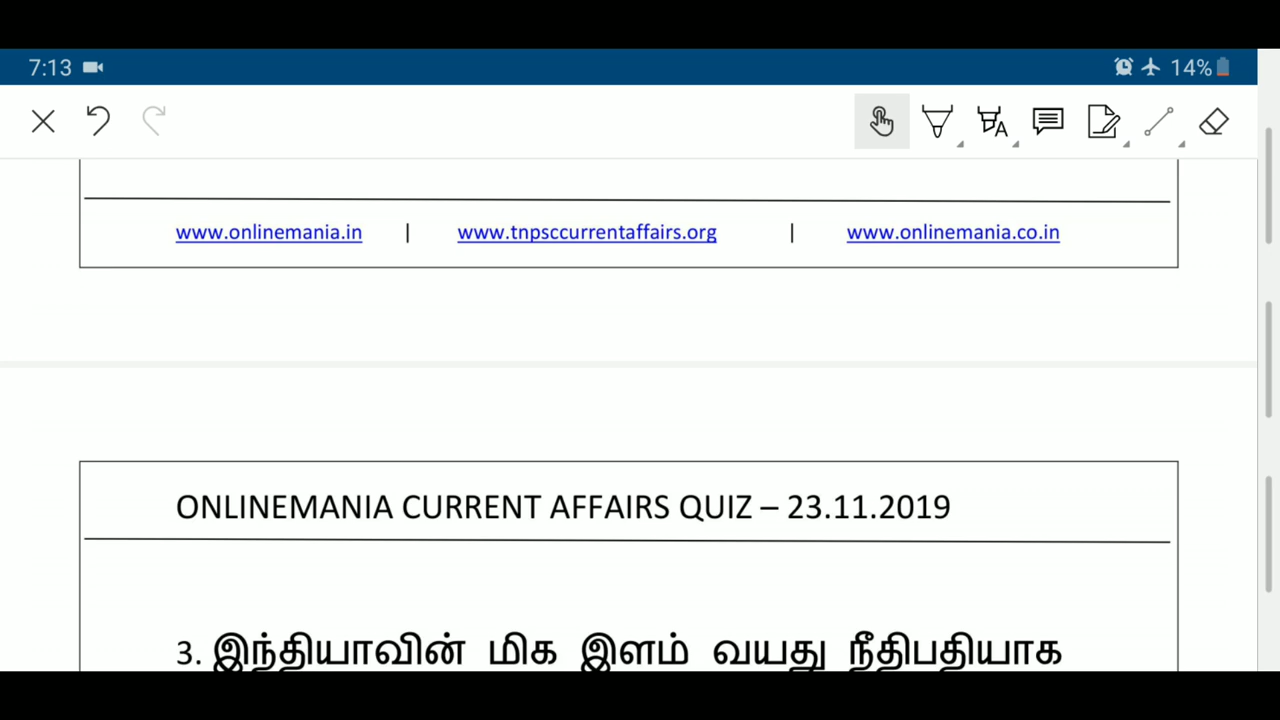 7:13 14%
www.onlinemania.in | www.tnpsccurrentaffairs.org | www.onlinemania.co.in
ONLINEMANIA CURRENT AFFAIRS QUIZ – 23.11.2019
3. இந்தியாவின் மிக இளம் வயது நீதிபதியாக